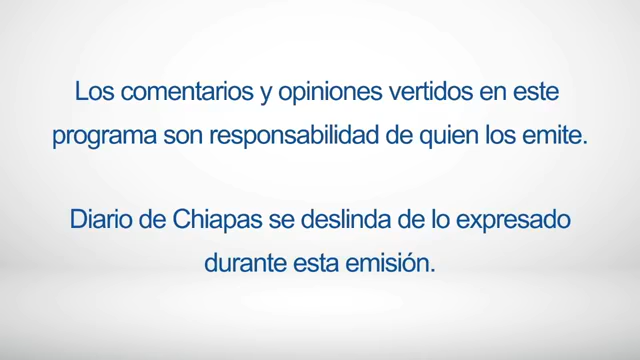 Los comentarios y opiniones vertidos en este
programa son responsabilidad de quien los emite.
Diario de Chiapas se deslinda de lo expresado
durante esta emisión.